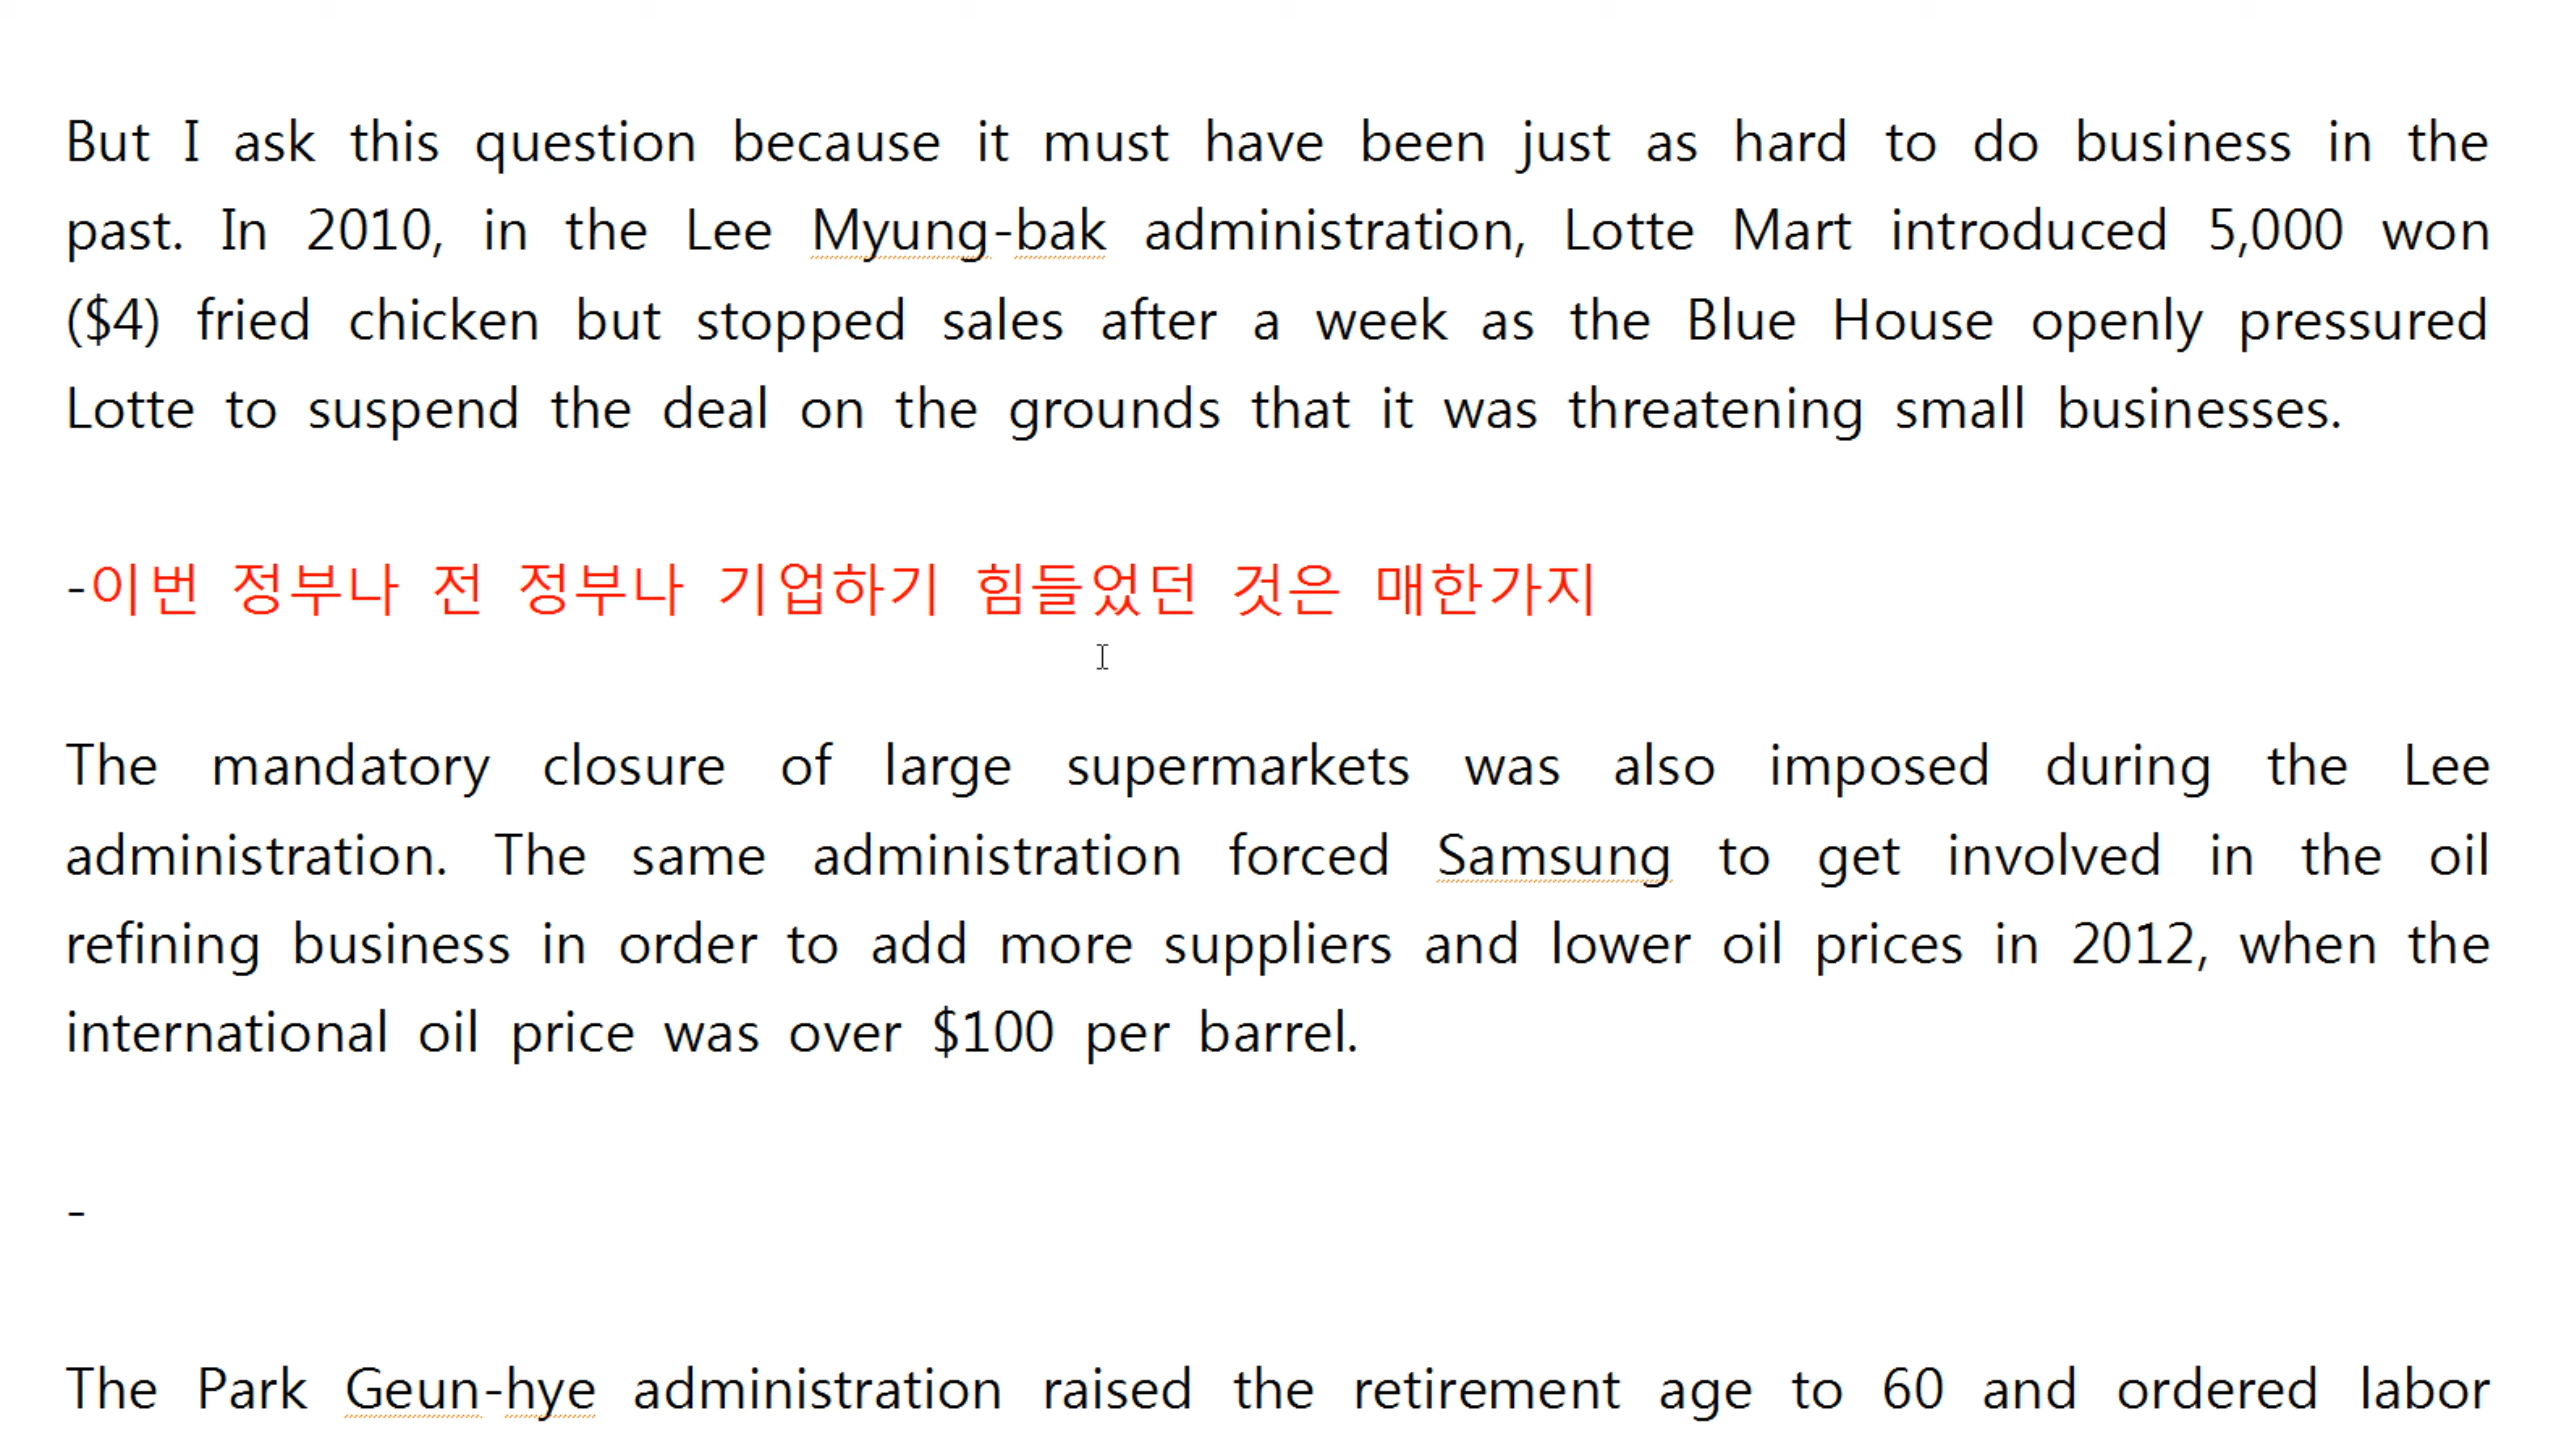 But I ask this question because it must have been just as hard to do business in the
past. In 2010, in the Lee Myung-bak administration, Lotte Mart introduced 5,000 won
($4) fried chicken but stopped sales after a week as the Blue House openly pressured
Lotte to suspend the deal on the grounds that it was threatening small businesses.
-이번 정부나 전 정부나 기업하기 힘들었던 것은 매한가지
The mandatory closure of large supermarkets was also imposed during the Lee
administration. The same administration forced Samsung to get involved in the oil
refining business in order to add more suppliers and lower oil prices in 2012, when the
international oil price was over $100 per barrel.
-
The Park Geun-hye administration raised the retirement age to 60 and ordered labor